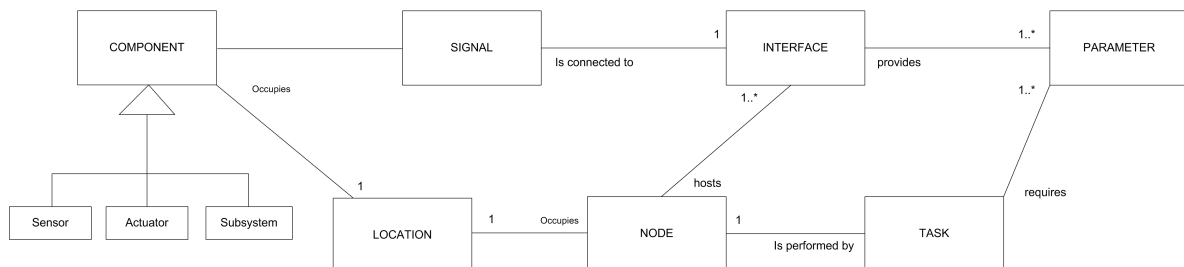 COMPONENT
SIGNAL
INTERFACE
PARAMETER
1
1..*
Is connected to
provides
Occupies
1..*
1..*
1
hosts
requires
Sensor
Actuator
Subsystem
LOCATION
1
Occupies
NODE
1
Is performed by
TASK